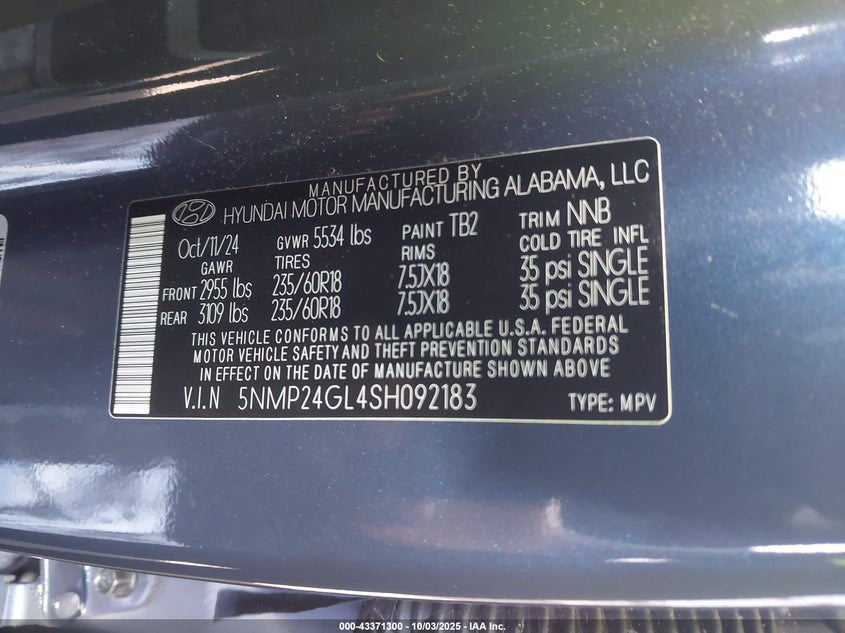 MANUFACTURED BY
HYUNDAI MOTOR MANUFACTURING ALABAMA, LLC
Oct/11/24 GVWR 5534 lbs PAINT TB2 TRIM NNB
GAWR TIRES RIMS COLD TIRE INFL
FRONT 2955 lbs 235/60R18 7.5JX18 35 psi SINGLE
REAR 3109 lbs 235/60R18 7.5JX18 35 psi SINGLE
THIS VEHICLE CONFORMS TO ALL APPLICABLE U.S.A. FEDERAL
MOTOR VEHICLE SAFETY AND THEFT PREVENTION STANDARDS
IN EFFECT ON THE DATE OF MANUFACTURE SHOWN ABOVE
V.I.N 5NMP24GL4SH092183 TYPE: MPV
000-43371300 - 10/03/2025 - IAA Inc.